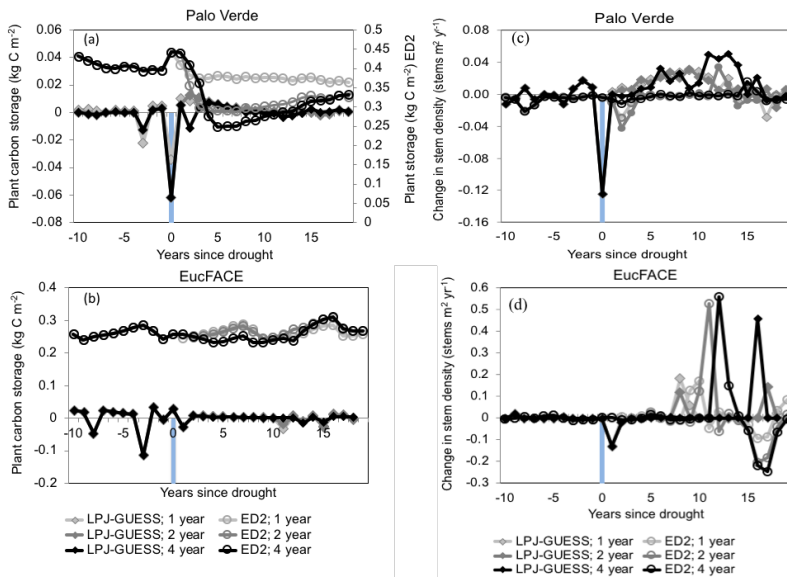 Palo Verde
(a)
Plant carbon storage (kg C m-2)
0.06
0.04
0.02
0
-0.02
-0.04
-0.06
-0.08
0.5
0.45
0.4
0.35
0.3
0.25
0.2
0.15
0.1
0.05
0
Plant storage (kg C m-2) ED2
-10 -5 0 5 10 15
Years since drought
Palo Verde
(c)
Change in stem density (stems m2 yr-1)
0.08
0.04
0.00
-0.04
-0.08
-0.12
-0.16
-10 -5 0 5 10 15
Years since drought
EucFACE
(b)
Plant carbon storage (kg C m-2)
0.4
0.3
0.2
0.1
0
-0.1
-0.2
-10 -5 0 5 10 15
Years since drought
LPJ-GUESS; 1 year ED2; 1 year
LPJ-GUESS; 2 year ED2; 2 year
LPJ-GUESS; 4 year ED2; 4 year
EucFACE
(d)
Change in stem density (stems m2 yr-1)
0.6
0.5
0.4
0.3
0.2
0.1
0
-0.1
-0.2
-0.3
-10 -5 0 5 10 15
Years since drought
LPJ-GUESS; 1 year ED2; 1 year
LPJ-GUESS; 2 year ED2; 2 year
LPJ-GUESS; 4 year ED2; 4 year